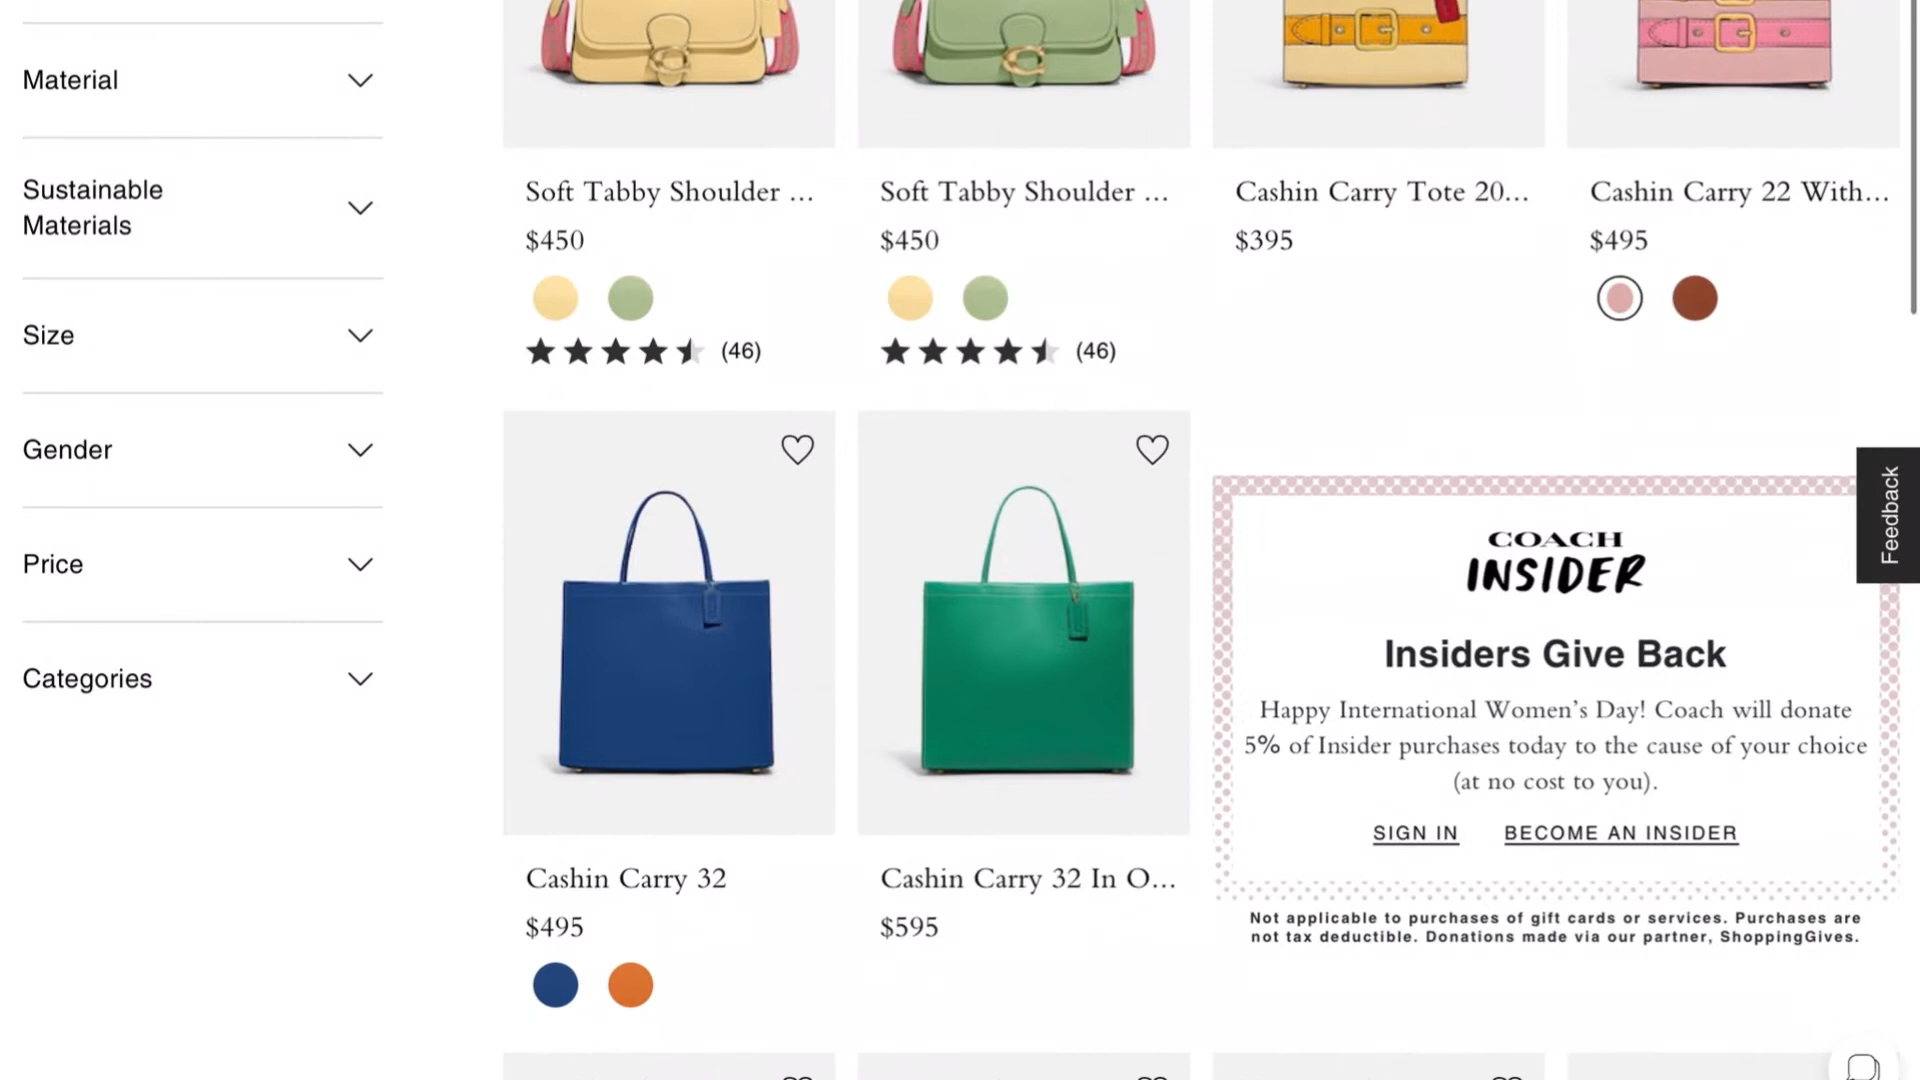 Material
Sustainable
Materials
Size
Gender
Price
Categories
Soft Tabby Shoulder ...
$450
(46)
Soft Tabby Shoulder ...
$450
(46)
Cashin Carry Tote 20...
$395
Cashin Carry 22 With...
$495
Cashin Carry 32
$495
Cashin Carry 32 In O...
$595
COACH
INSIDER
Insiders Give Back
Happy International Women’s Day! Coach will donate
5% of Insider purchases today to the cause of your choice
(at no cost to you).
SIGN IN BECOME AN INSIDER
Not applicable to purchases of gift cards or services. Purchases are
not tax deductible. Donations made via our partner, ShoppingGives.
Feedback